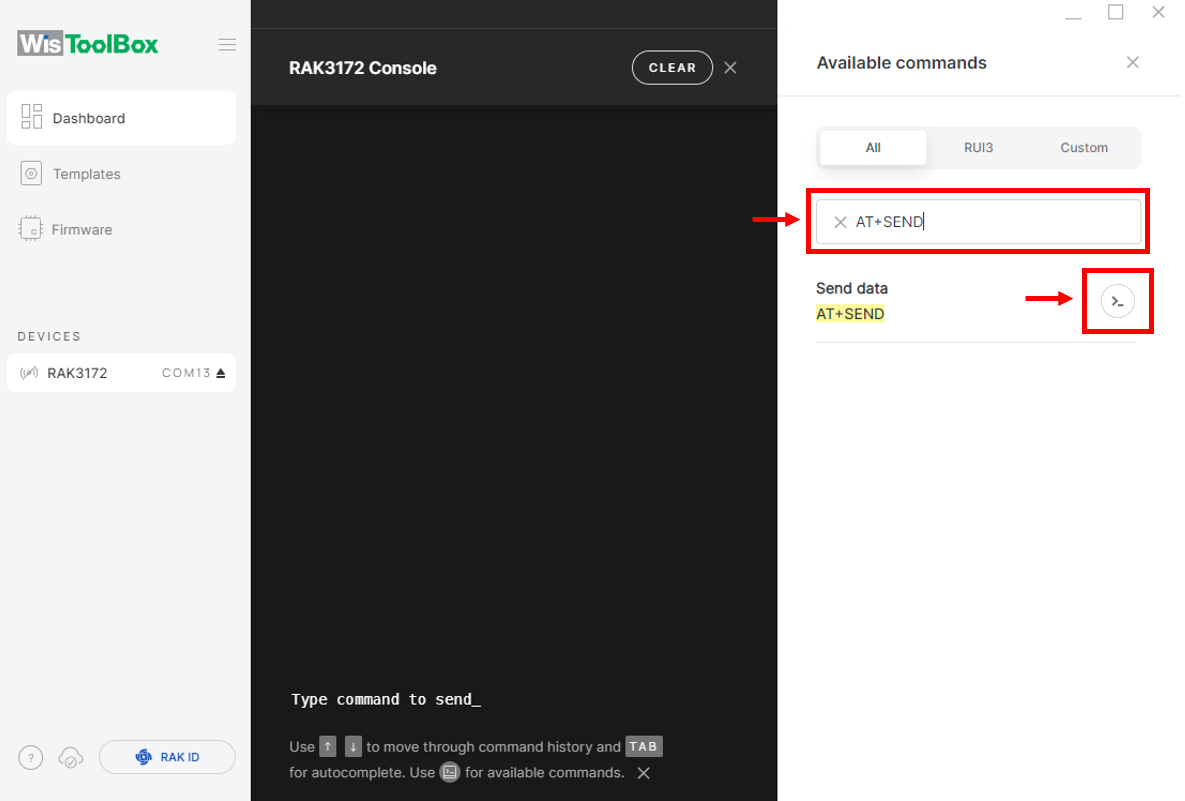 WisToolBox
Dashboard
Templates
Firmware
DEVICES
RAK3172 COM13
? RAK ID
RAK3172 Console
CLEAR
Type command to send_
Use ↑ ↓ to move through command history and TAB
for autocomplete. Use for available commands.
Available commands
All RUI3 Custom
AT+SEND
Send data
AT+SEND
>_